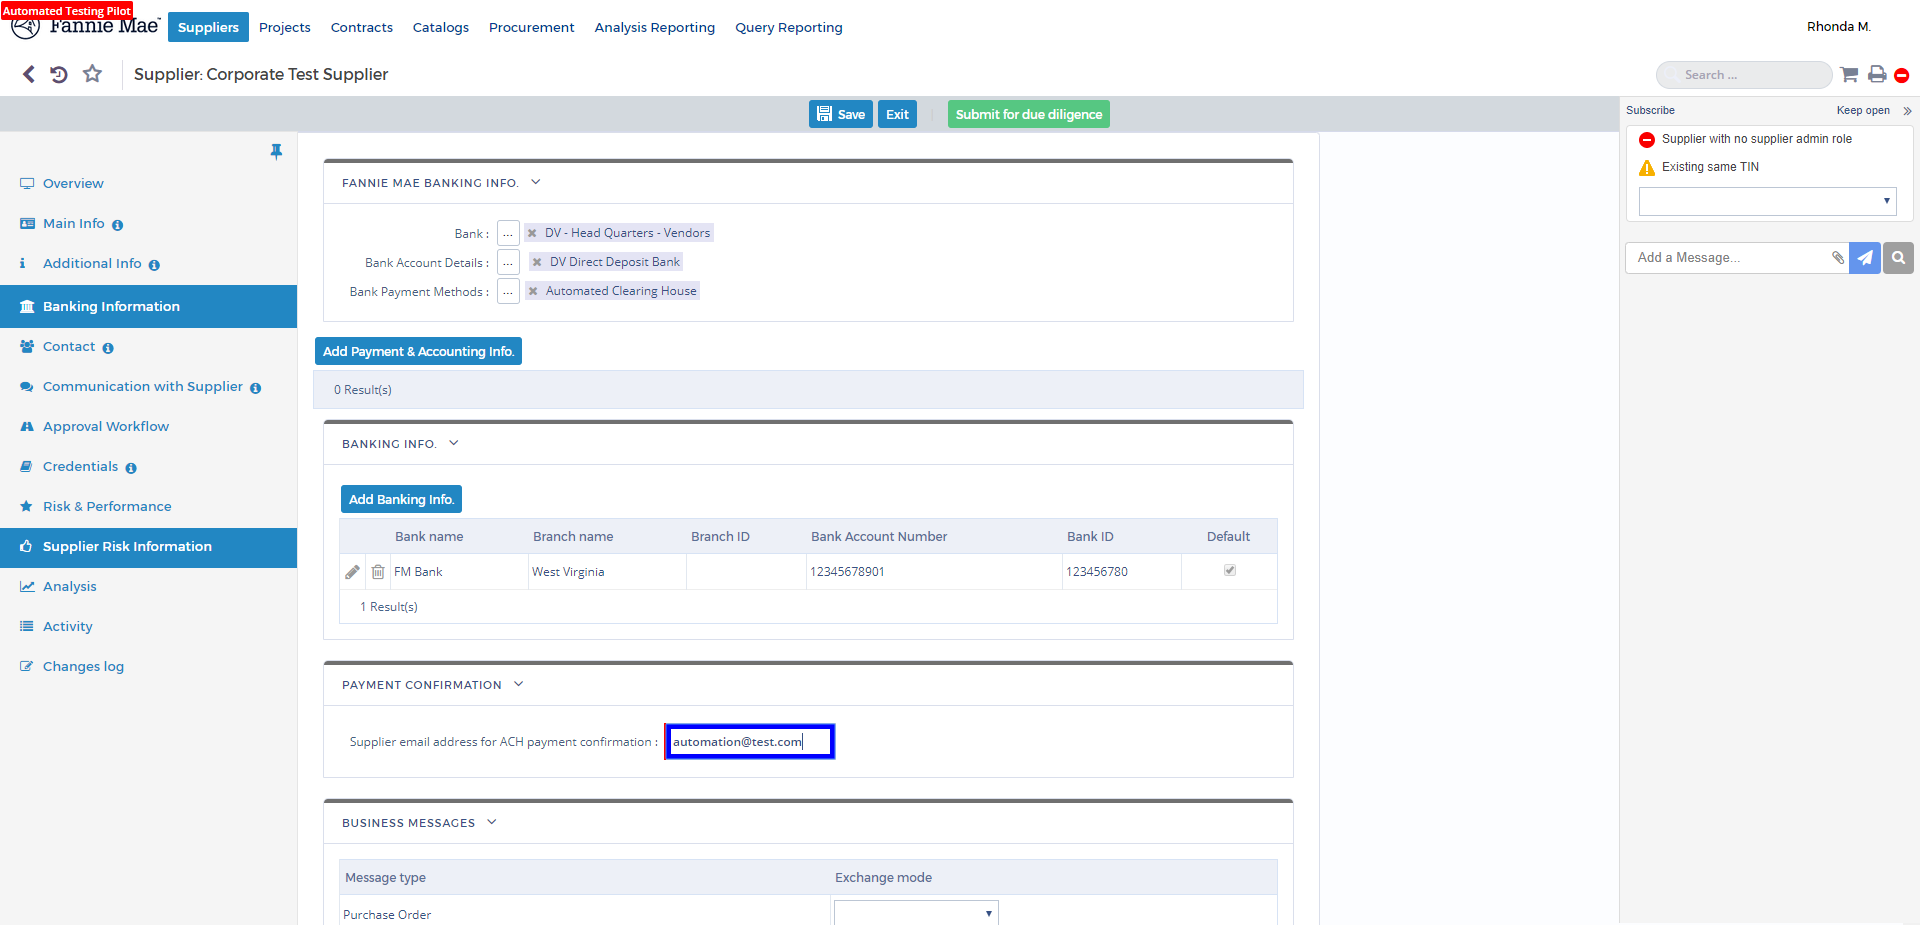 Automated Testing Pilot
Fannie Mae
Suppliers
Projects
Contracts
Catalogs
Procurement
Analysis Reporting
Query Reporting
Rhonda M.
Supplier: Corporate Test Supplier
Search ...
Save
Exit
Submit for due diligence
Subscribe
Keep open
Supplier with no supplier admin role
Existing same TIN
Add a Message...
Overview
Main Info
Additional Info
Banking Information
Contact
Communication with Supplier
Approval Workflow
Credentials
Risk & Performance
Supplier Risk Information
Analysis
Activity
Changes log
FANNIE MAE BANKING INFO.
Bank : ... DV - Head Quarters - Vendors
Bank Account Details : ... DV Direct Deposit Bank
Bank Payment Methods : ... Automated Clearing House
Add Payment & Accounting Info.
0 Result(s)
BANKING INFO.
Add Banking Info.
Bank name Branch name Branch ID Bank Account Number Bank ID Default
FM Bank West Virginia 12345678901 123456780
1 Result(s)
PAYMENT CONFIRMATION
Supplier email address for ACH payment confirmation : automation@test.com
BUSINESS MESSAGES
Message type Exchange mode
Purchase Order